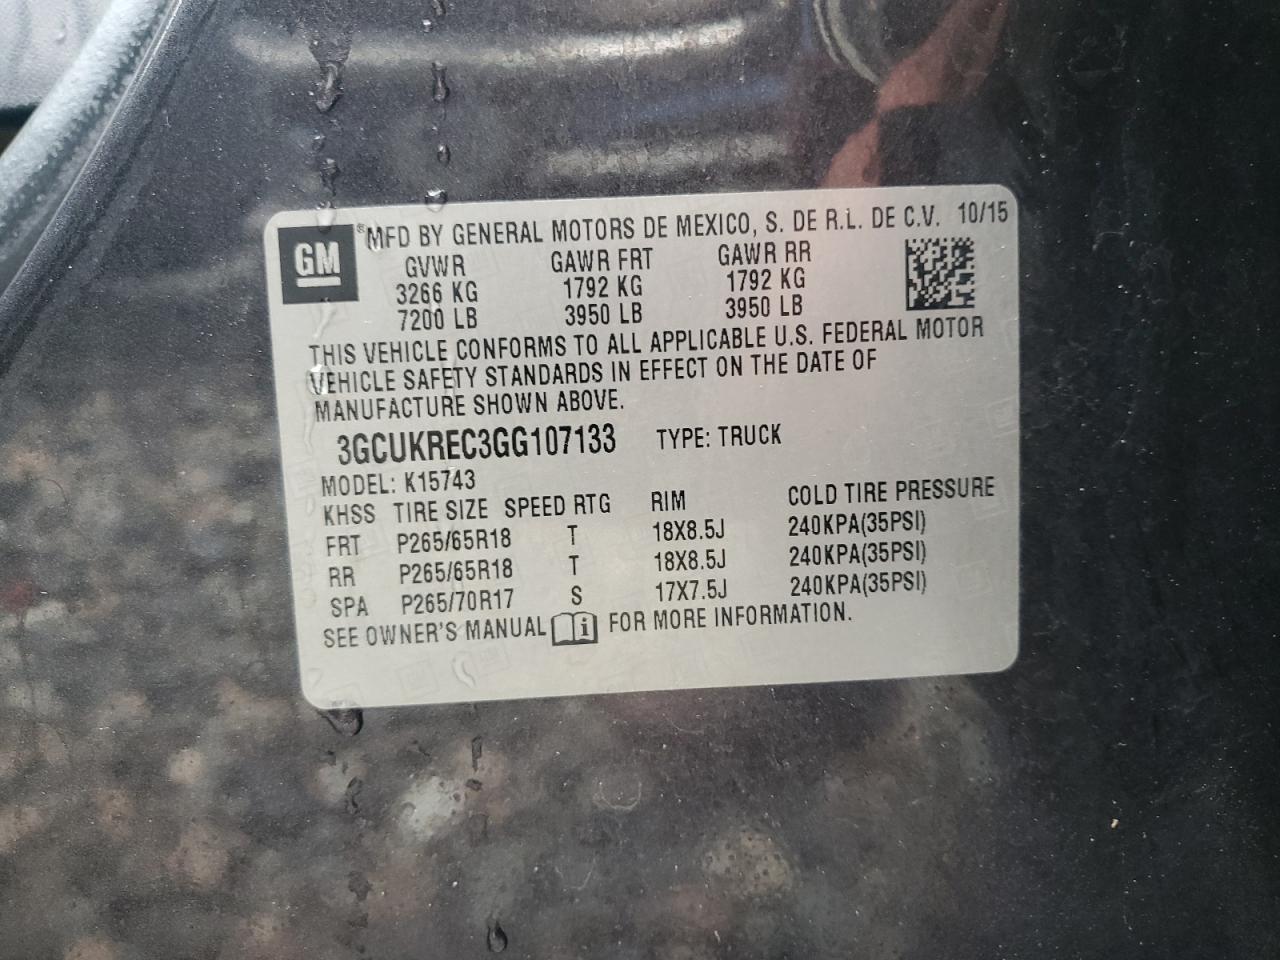 GM
® MFD BY GENERAL MOTORS DE MEXICO, S. DE R.L. DE C.V. 10/15
GVWR GAWR FRT GAWR RR
3266 KG 1792 KG 1792 KG
7200 LB 3950 LB 3950 LB
THIS VEHICLE CONFORMS TO ALL APPLICABLE U.S. FEDERAL MOTOR
VEHICLE SAFETY STANDARDS IN EFFECT ON THE DATE OF
MANUFACTURE SHOWN ABOVE.
3GCUKREC3GG107133 TYPE: TRUCK
MODEL: K15743
KHSS TIRE SIZE SPEED RTG RIM COLD TIRE PRESSURE
FRT P265/65R18 T 18X8.5J 240KPA(35PSI)
RR P265/65R18 T 18X8.5J 240KPA(35PSI)
SPA P265/70R17 S 17X7.5J 240KPA(35PSI)
SEE OWNER'S MANUAL i FOR MORE INFORMATION.